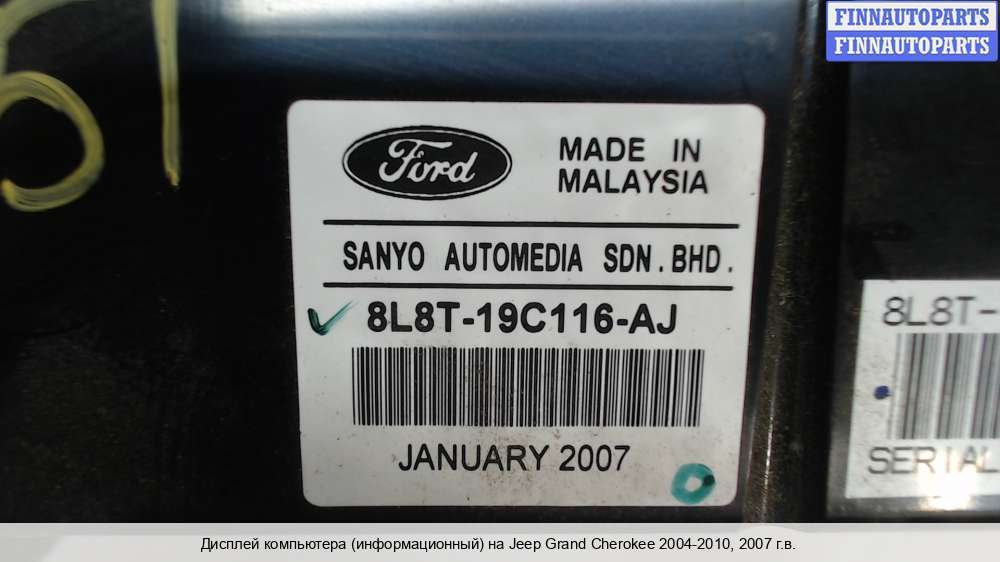 FINNAUTOPARTS
FINNAUTOPARTS
Ford
MADE IN
MALAYSIA
SANYO AUTOMEDIA SDN. BHD.
8L8T-19C116-AJ
JANUARY 2007
8L8T-
SERIAL
Дисплей компьютера (информационный) на Jeep Grand Cherokee 2004-2010, 2007 г.в.